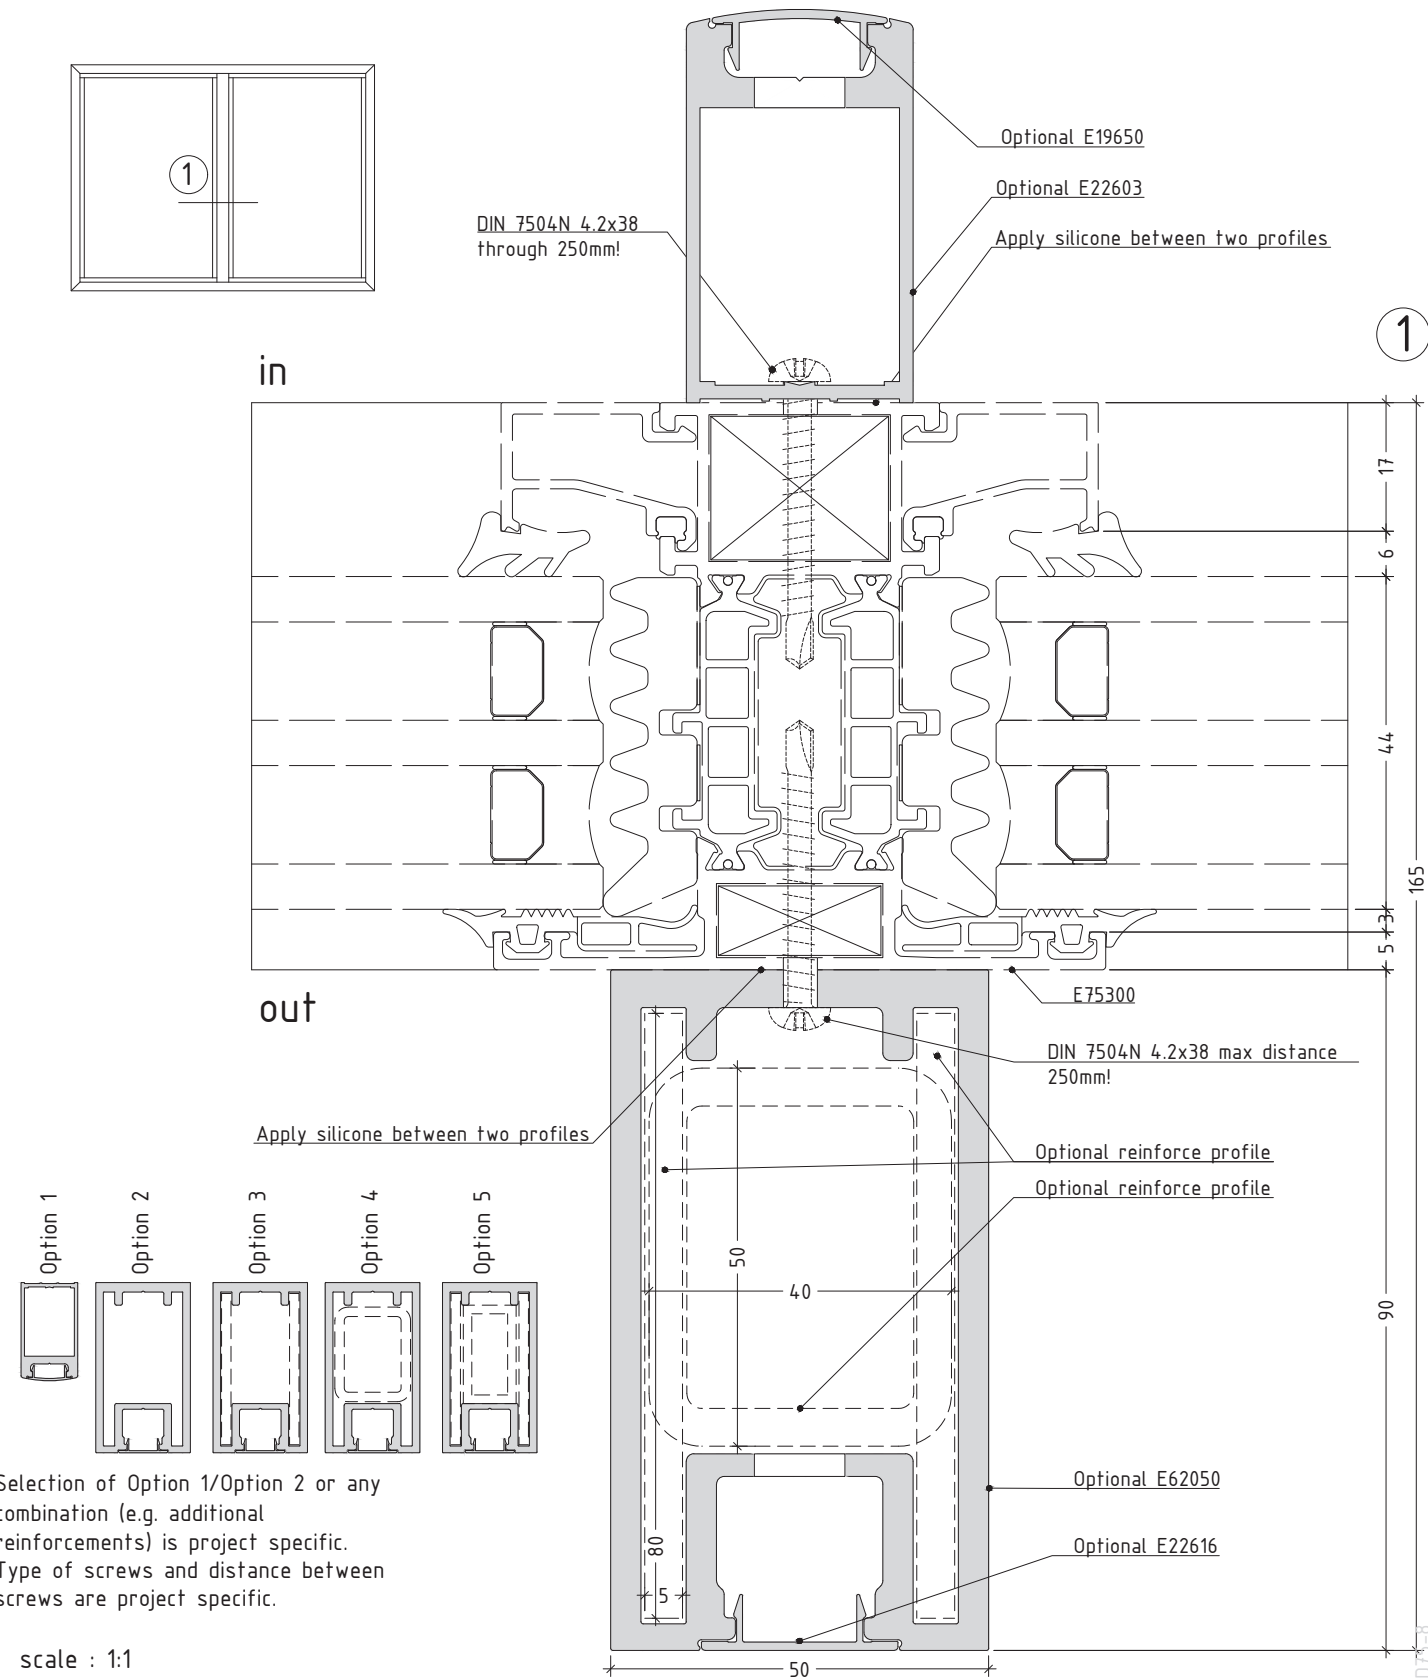 Optional E19650
1
Optional E22603
DIN 7504N 4.2x38
through 250mm!
Apply silicone between two profiles
1
in
17
6
44
165
3
5
out
E75300
DIN 7504N 4.2x38 max distance
250mm!
Apply silicone between two profiles
Optional reinforce profile
Optional reinforce profile
Option 1
Option 2
Option 3
Option 4
Option 5
50
40
90
Selection of Option 1/Option 2 or any
combination (e.g. additional
reinforcements) is project specific.
Type of screws and distance between
screws are project specific.
Optional E62050
80
Optional E22616
5
scale : 1:1
50